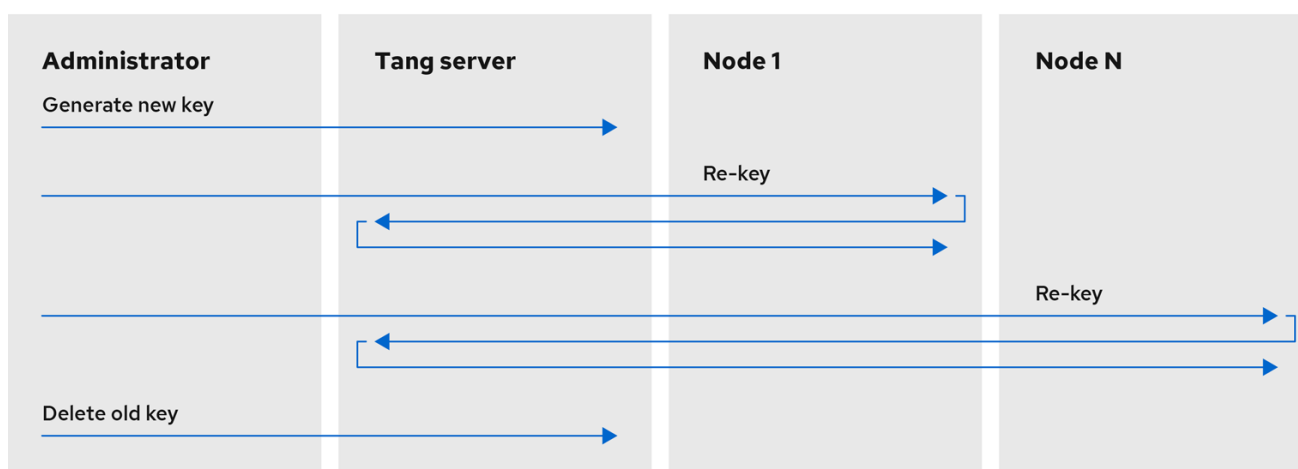 Administrator
Tang server
Node 1
Node N
Generate new key
Re-key
Re-key
Delete old key